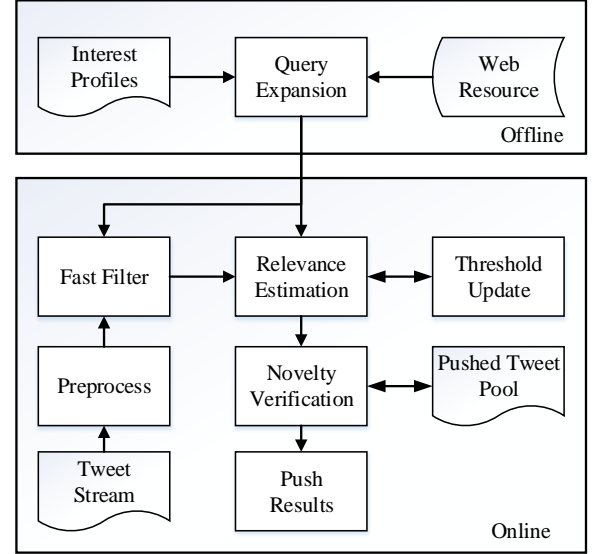 Interest
Profiles
Query
Expansion
Web
Resource
Offline
Fast Filter
Relevance
Estimation
Threshold
Update
Preprocess
Novelty
Verification
Pushed Tweet
Pool
Tweet
Stream
Push
Results
Online